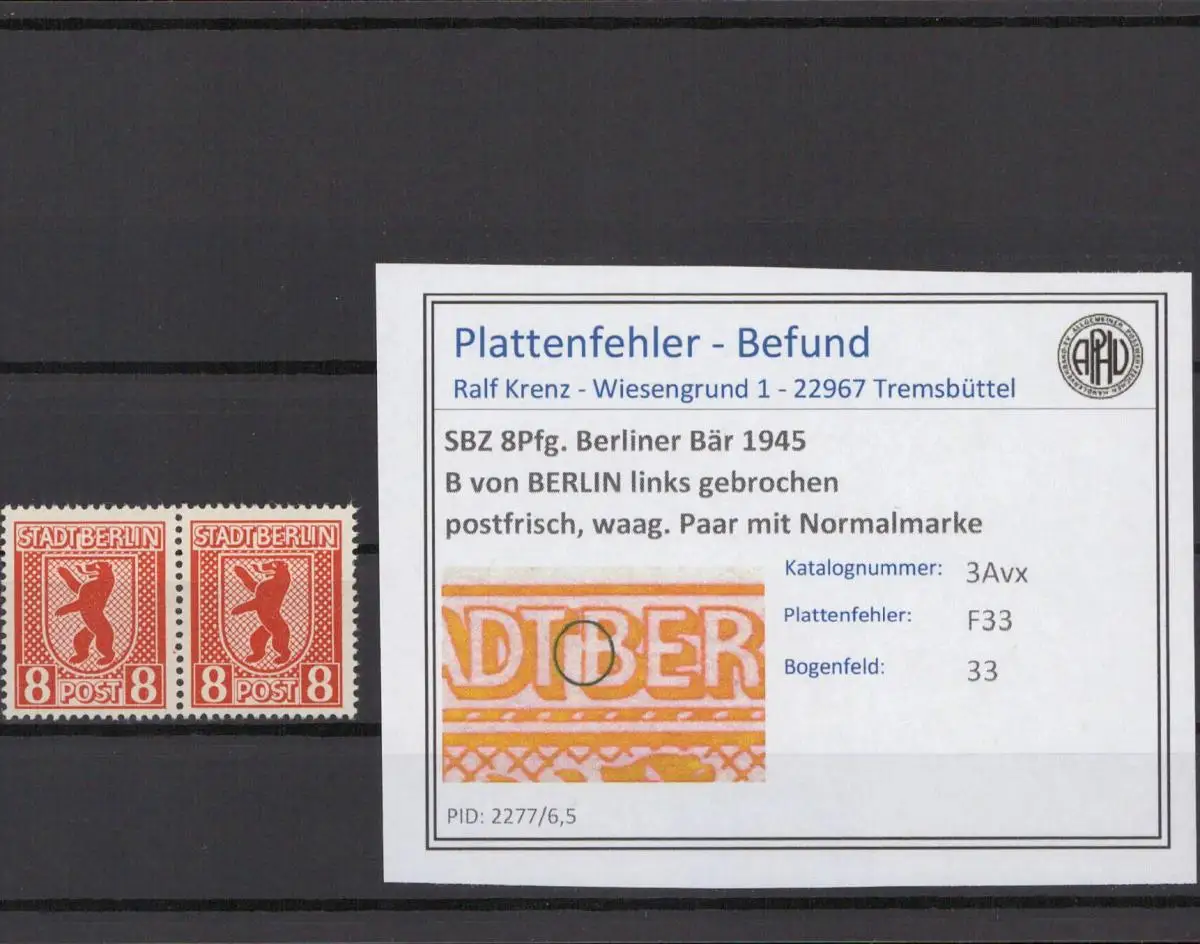 STADT BERLIN STADT BERLIN
8 POST 8 8 POST 8
Plattenfehler - Befund
Ralf Krenz - Wiesengrund 1 - 22967 Tremsbüttel
APHV
SBZ 8Pfg. Berliner Bär 1945
B von BERLIN links gebrochen
postfrisch, waag. Paar mit Normalmarke
ADT BER
Katalognummer: 3Avx
Plattenfehler: F33
Bogenfeld: 33
PID: 2277/6,5